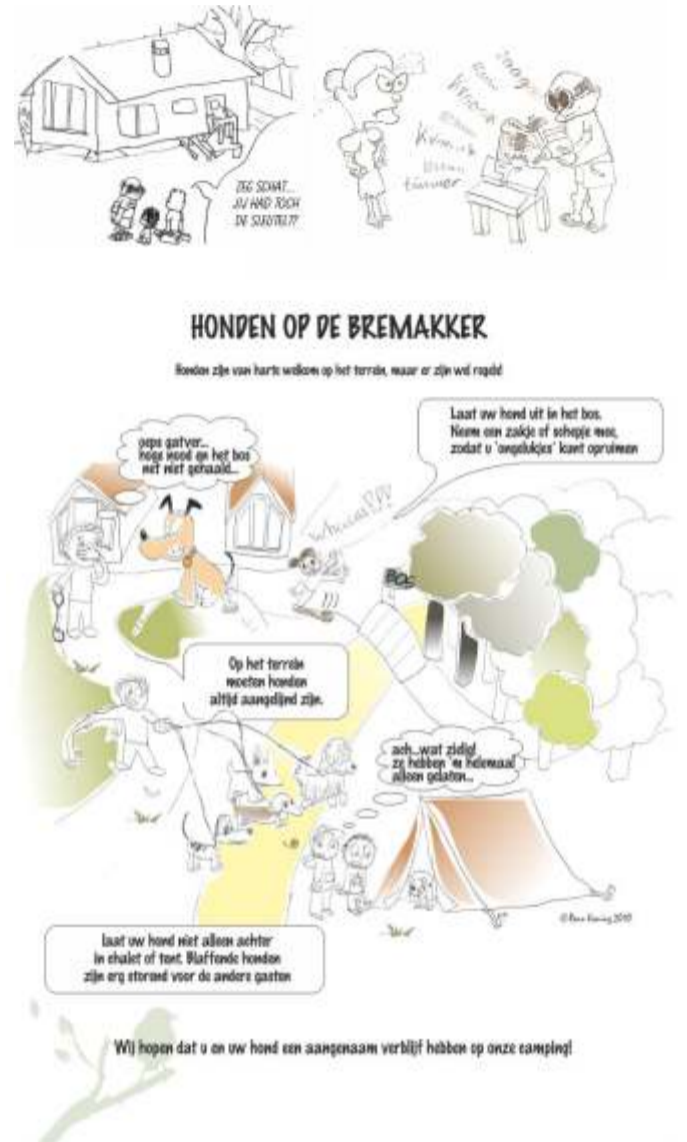 ZEG SCHAT...
JIJ HAD TOCH
DE SLEUTEL??
zaag
Klop
timmer
HONDEN OP DE BREMAKKER
Honden zijn van harte welkom op het terrein, maar er zijn wel regels!
Laat uw hond uit in het bos.
Neem een zakje of schepje mee,
zodat u 'ongelukjes' kunt opruimen
oeps gatver...
hoge nood en het bos
net niet gehaald...
BOS
Op het terrein
moeten honden
altijd aangelijnd zijn.
ach...wat zielig!
ze hebben 'm helemaal
alleen gelaten...
2010
Laat uw hond niet alleen achter
in chalet of tent. Blaffende honden
zijn erg storend voor de andere gasten
Wij hopen dat u en uw hond een aangenaam verblijf hebben op onze camping!